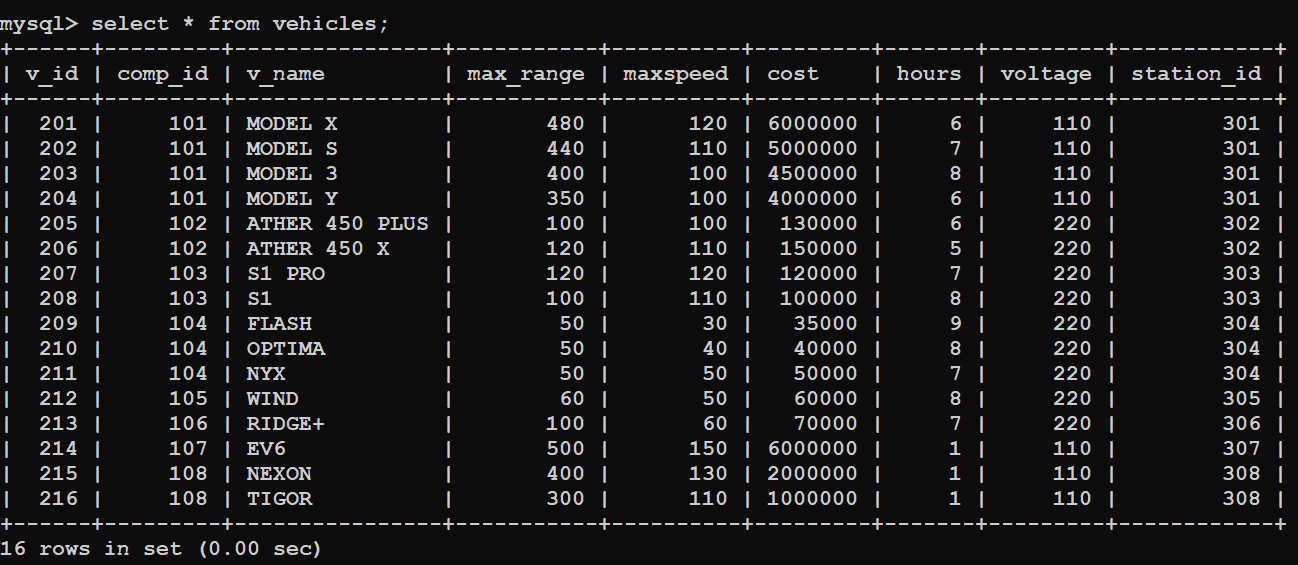 mysql> select * from vehicles;
+------+---------+----------------+-----------+----------+---------+-------+---------+------------+
| v_id | comp_id | v_name         | max_range | maxspeed | cost    | hours | voltage | station_id |
+------+---------+----------------+-----------+----------+---------+-------+---------+------------+
|  201 |     101 | MODEL X        |       480 |      120 | 6000000 |     6 |     110 |        301 |
|  202 |     101 | MODEL S        |       440 |      110 | 5000000 |     7 |     110 |        301 |
|  203 |     101 | MODEL 3        |       400 |      100 | 4500000 |     8 |     110 |        301 |
|  204 |     101 | MODEL Y        |       350 |      100 | 4000000 |     6 |     110 |        301 |
|  205 |     102 | ATHER 450 PLUS |       100 |      100 |  130000 |     6 |     220 |        302 |
|  206 |     102 | ATHER 450 X    |       120 |      110 |  150000 |     5 |     220 |        302 |
|  207 |     103 | S1 PRO         |       120 |      120 |  120000 |     7 |     220 |        303 |
|  208 |     103 | S1             |       100 |      110 |  100000 |     8 |     220 |        303 |
|  209 |     104 | FLASH          |        50 |       30 |   35000 |     9 |     220 |        304 |
|  210 |     104 | OPTIMA         |        50 |       40 |   40000 |     8 |     220 |        304 |
|  211 |     104 | NYX            |        50 |       50 |   50000 |     7 |     220 |        304 |
|  212 |     105 | WIND           |        60 |       50 |   60000 |     8 |     220 |        305 |
|  213 |     106 | RIDGE+         |       100 |       60 |   70000 |     7 |     220 |        306 |
|  214 |     107 | EV6            |       500 |      150 | 6000000 |     1 |     110 |        307 |
|  215 |     108 | NEXON          |       400 |      130 | 2000000 |     1 |     110 |        308 |
|  216 |     108 | TIGOR          |       300 |      110 | 1000000 |     1 |     110 |        308 |
+------+---------+----------------+-----------+----------+---------+-------+---------+------------+
16 rows in set (0.00 sec)